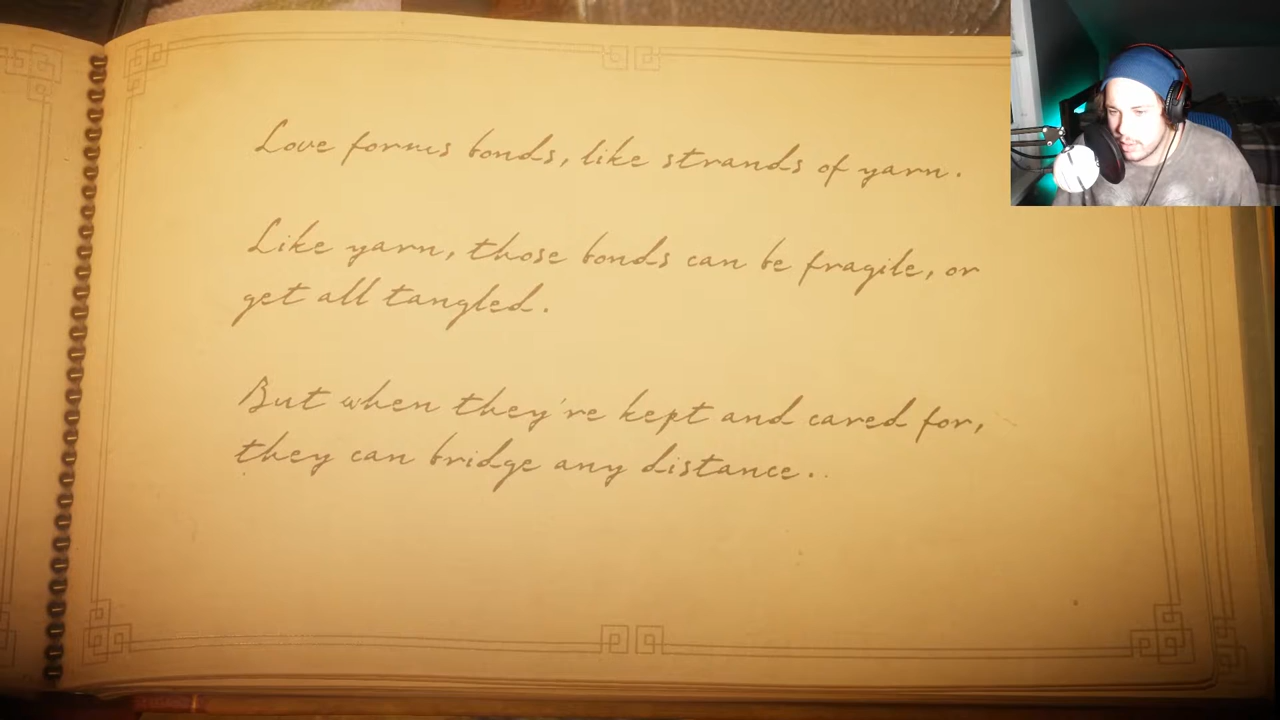 Love forms bonds, like strands of yarn.
Like yarn, those bonds can be fragile, or
get all tangled.
But when they're kept and cared for,
they can bridge any distance..